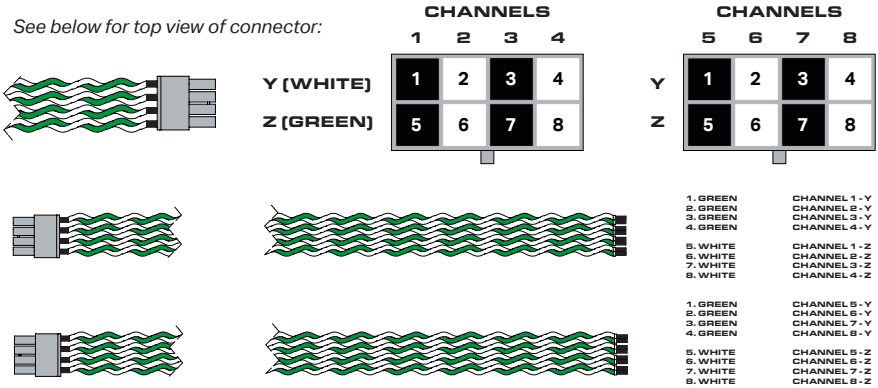 See below for top view of connector:
CHANNELS
1 2 3 4
Y (WHITE) 1 2 3 4
Z (GREEN) 5 6 7 8
CHANNELS
5 6 7 8
Y 1 2 3 4
Z 5 6 7 8
1. GREEN CHANNEL 1 - Y
2. GREEN CHANNEL 2 - Y
3. GREEN CHANNEL 3 - Y
4. GREEN CHANNEL 4 - Y
5. WHITE CHANNEL 1 - Z
6. WHITE CHANNEL 2 - Z
7. WHITE CHANNEL 3 - Z
8. WHITE CHANNEL 4 - Z
1. GREEN CHANNEL 5 - Y
2. GREEN CHANNEL 6 - Y
3. GREEN CHANNEL 7 - Y
4. GREEN CHANNEL 8 - Y
5. WHITE CHANNEL 5 - Z
6. WHITE CHANNEL 6 - Z
7. WHITE CHANNEL 7 - Z
8. WHITE CHANNEL 8 - Z